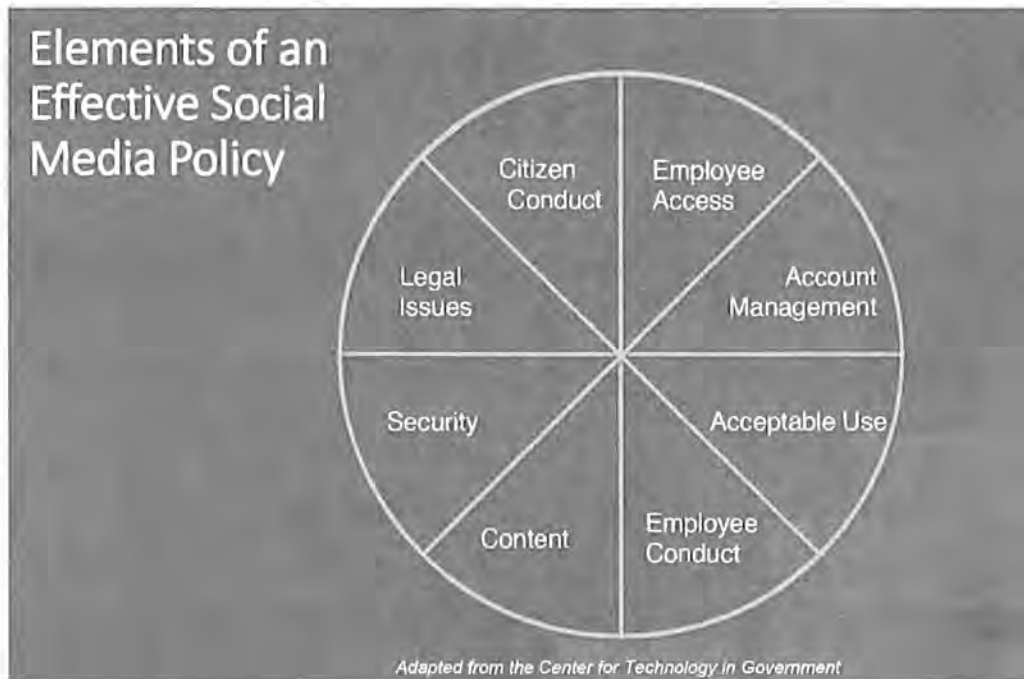 Elements of an
Effective Social
Media Policy
Citizen
Conduct
Employee
Access
Legal
Issues
Account
Management
Security
Acceptable Use
Content
Employee
Conduct
Adapted from the Center for Technology in Government